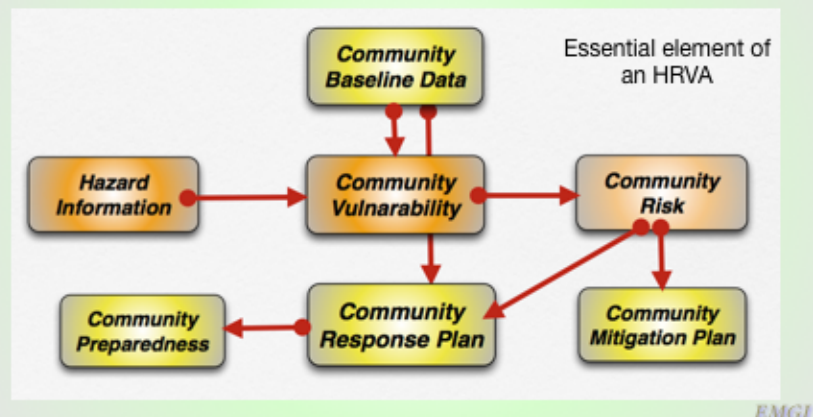 Community
Baseline Data
Essential element of
an HRVA
Hazard
Information
Community
Vulnarability
Community
Risk
Community
Preparedness
Community
Response Plan
Community
Mitigation Plan
EMGI